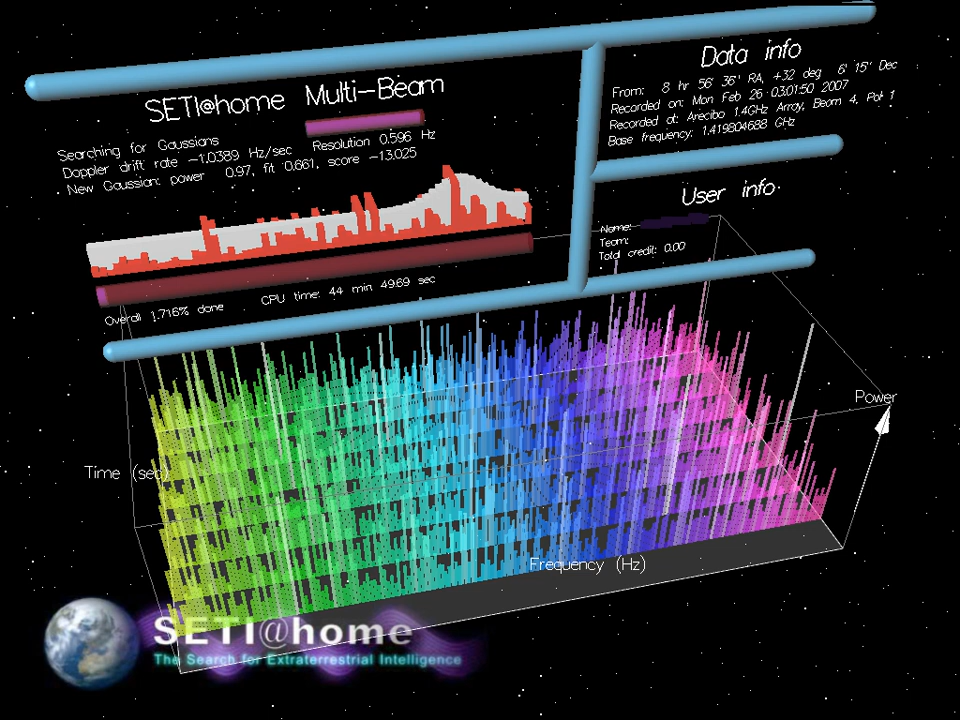 SETI@home Multi-Beam
Searching for Gaussians
Doppler drift rate -1.0389 Hz/sec Resolution 0.596 Hz
New Gaussian: power 0.97, fit 0.661, score -13.025
Overall 1.716% done CPU time: 44 min 49.69 sec
Data info
From: 8 hr 56' 36" RA, +32 deg 6' 15" Dec
Recorded on: Mon Feb 26 03:01:50 2007
Recorded at: Arecibo 1.4GHz Array, Beam 4, Pol 1
Base frequency: 1.419804688 GHz
User info
Name:
Team:
Total credit: 0.00
Power
Time (sec)
Frequency (Hz)
SETI@home
The Search for Extraterrestrial Intelligence